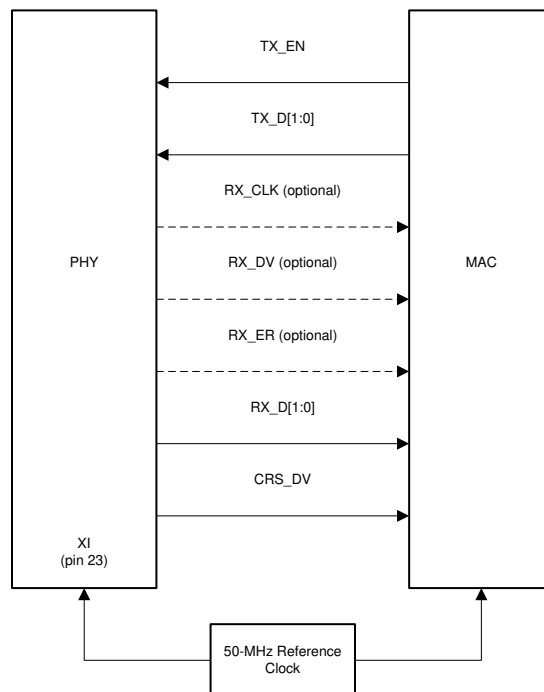 TX_EN
TX_D[1:0]
RX_CLK (optional)
PHY
RX_DV (optional)
MAC
RX_ER (optional)
RX_D[1:0]
CRS_DV
XI
(pin 23)
50-MHz Reference
Clock